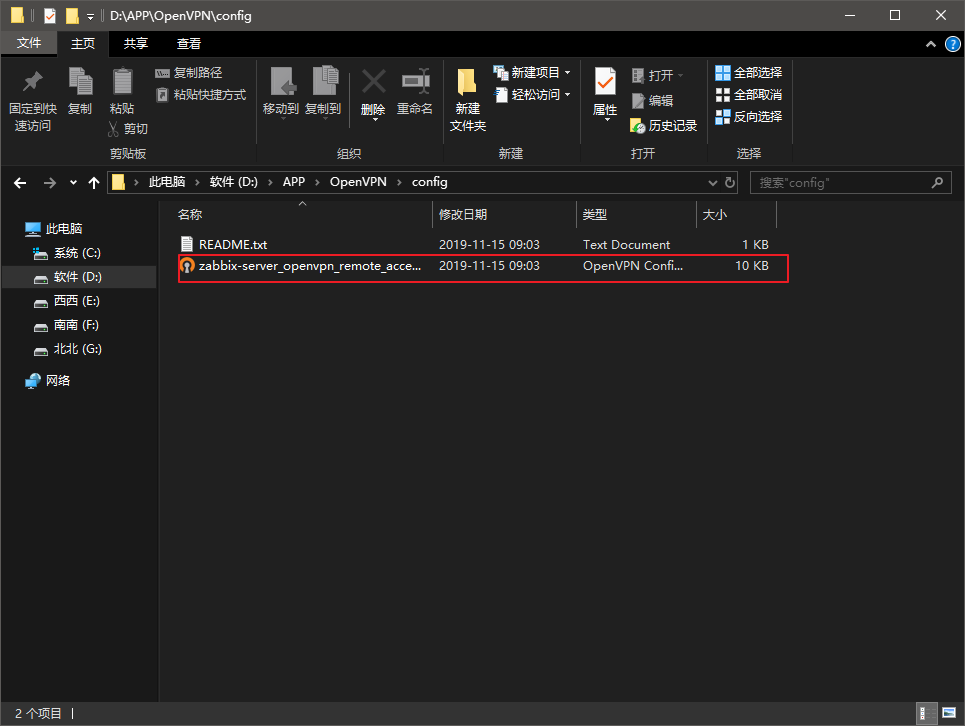 D:\APP\OpenVPN\config
文件 主页 共享 查看
固定到快速访问
复制
粘贴
复制路径
粘贴快捷方式
剪切
剪贴板
移动到
复制到
删除
重命名
组织
新建
文件夹
新建项目
轻松访问
新建
属性
打开
编辑
历史记录
打开
全部选择
全部取消
反向选择
选择
此电脑 软件 (D:) APP OpenVPN config
搜索"config"
此电脑
系统 (C:)
软件 (D:)
西西 (E:)
南南 (F:)
北北 (G:)
网络
名称 修改日期 类型 大小
README.txt 2019-11-15 09:03 Text Document 1 KB
zabbix-server_openvpn_remote_acce... 2019-11-15 09:03 OpenVPN Confi... 10 KB
2 个项目